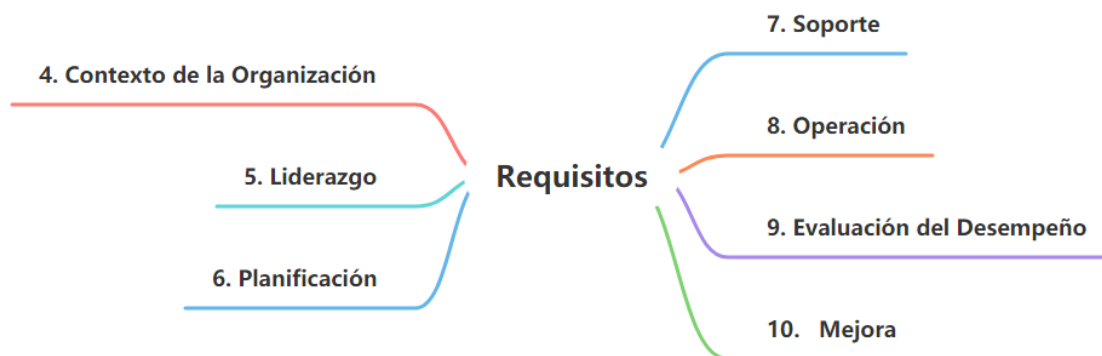 4. Contexto de la Organización
5. Liderazgo
6. Planificación
Requisitos
7. Soporte
8. Operación
9. Evaluación del Desempeño
10. Mejora